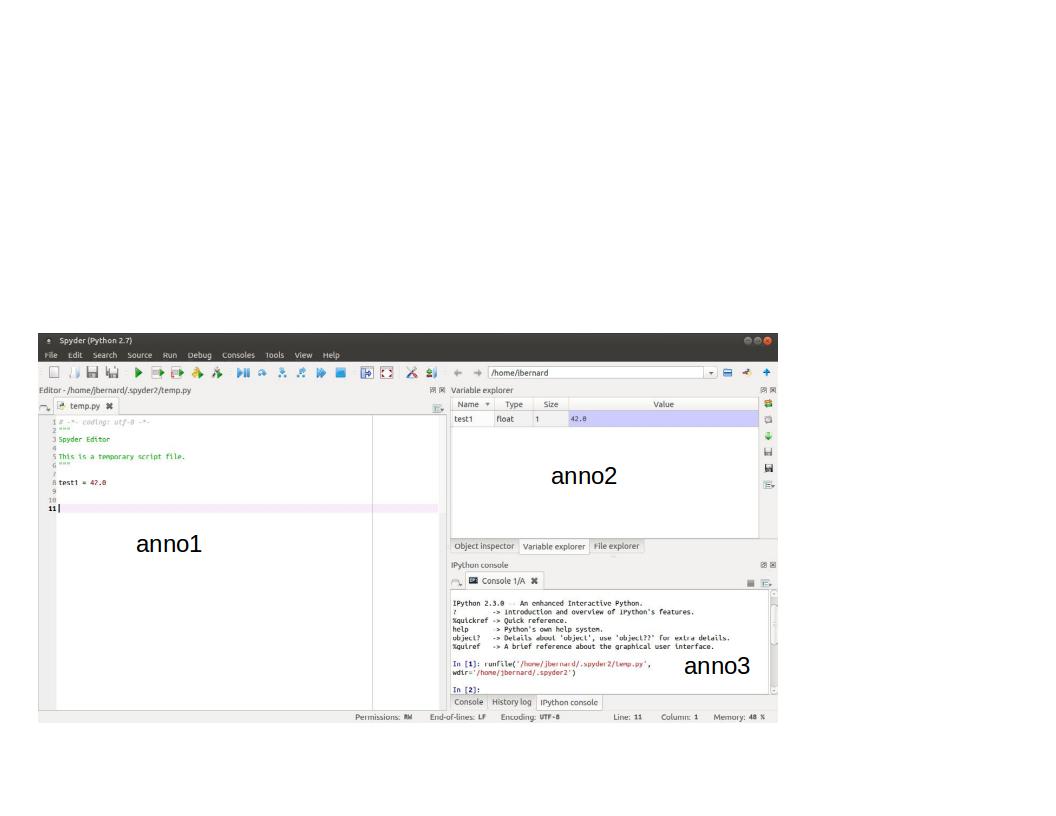 Spyder (Python 2.7)
File Edit Search Source Run Debug Consoles Tools View Help
/home/jbernard
Editor - /home/jbernard/.spyder2/temp.py
temp.py
1 # -*- coding: utf-8 -*-
2 """
3 Spyder Editor
4
5 This is a temporary script file.
6 """
7
8 test1 = 42.0
9
10
11
anno1
Variable explorer
Name Type Size Value
test1 float 1 42.0
anno2
Object inspector Variable explorer File explorer
IPython console
Console 1/A
IPython 2.3.0 -- An enhanced Interactive Python.
? -> Introduction and overview of IPython's features.
%quickref -> Quick reference.
help -> Python's own help system.
object? -> Details about 'object', use 'object??' for extra details.
%guiref -> A brief reference about the graphical user interface.
In [1]: runfile('/home/jbernard/.spyder2/temp.py',
wdir='/home/jbernard/.spyder2')
anno3
In [2]:
Console History log IPython console
Permissions: RW End-of-lines: LF Encoding: UTF-8 Line: 11 Column: 1 Memory: 48 %